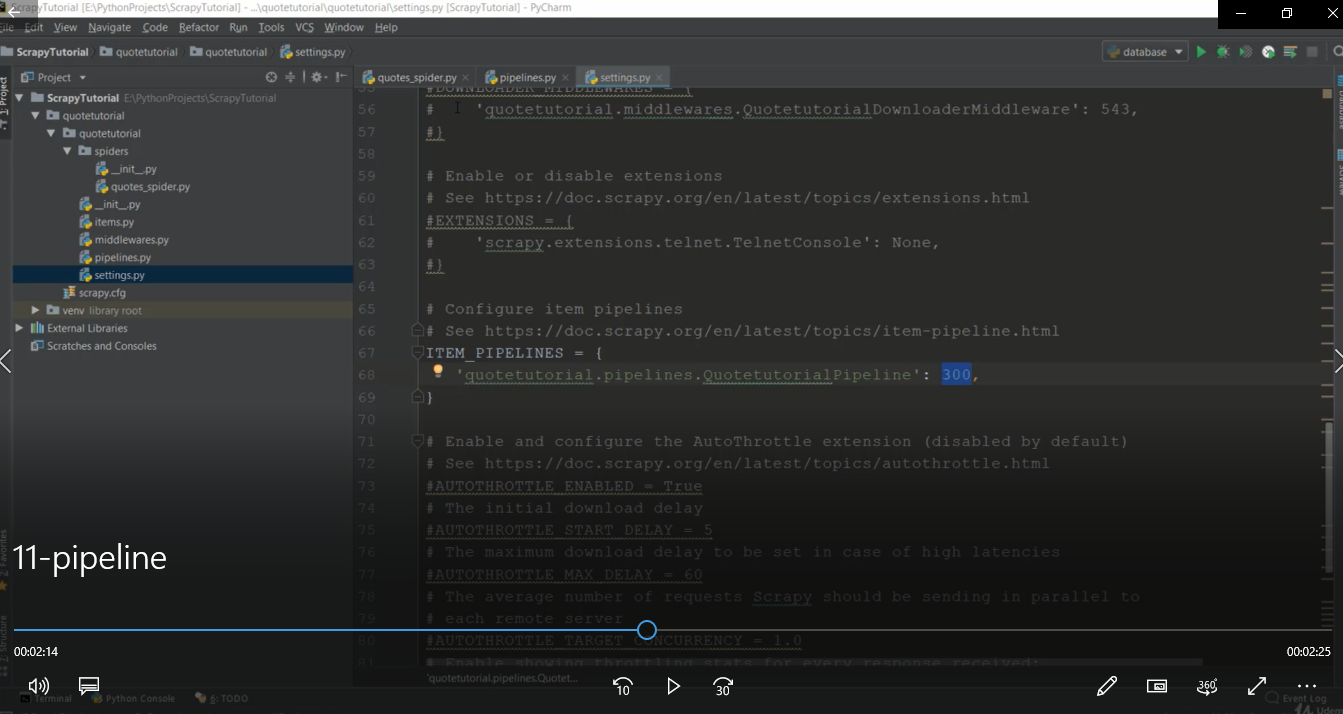 ScrapyTutorial [E:\PythonProjects\ScrapyTutorial] - ...\quotetutorial\quotetutorial\settings.py [ScrapyTutorial] - PyCharm
File Edit View Navigate Code Refactor Run Tools VCS Window Help
ScrapyTutorial quotetutorial quotetutorial settings.py database
1: Project
Project
quotes_spider.py pipelines.py settings.py
ScrapyTutorial E:\PythonProjects\ScrapyTutorial
quotetutorial
quotetutorial
spiders
__init__.py
quotes_spider.py
__init__.py
items.py
middlewares.py
pipelines.py
settings.py
scrapy.cfg
venv library root
External Libraries
Scratches and Consoles
55 #DOWNLOADER_MIDDLEWARES = {
56 # 'quotetutorial.middlewares.QuotetutorialDownloaderMiddleware': 543,
57 #}
58
59 # Enable or disable extensions
60 # See https://doc.scrapy.org/en/latest/topics/extensions.html
61 #EXTENSIONS = {
62 # 'scrapy.extensions.telnet.TelnetConsole': None,
63 #}
64
65 # Configure item pipelines
66 # See https://doc.scrapy.org/en/latest/topics/item-pipeline.html
67 ITEM_PIPELINES = {
68 'quotetutorial.pipelines.QuotetutorialPipeline': 300,
69 }
70
71 # Enable and configure the AutoThrottle extension (disabled by default)
72 # See https://doc.scrapy.org/en/latest/topics/autothrottle.html
73 #AUTOTHROTTLE_ENABLED = True
74 # The initial download delay
75 #AUTOTHROTTLE_START_DELAY = 5
76 # The maximum download delay to be set in case of high latencies
77 #AUTOTHROTTLE_MAX_DELAY = 60
78 # The average number of requests Scrapy should be sending in parallel to
79 # each remote server
80 #AUTOTHROTTLE_TARGET_CONCURRENCY = 1.0
81 # Enable showing throttling stats for every response received:
'quotetutorial.pipelines.Quotet...
2: Favorites
Z: Structure
11-pipeline
00:02:14
00:02:25
10
30
360
Terminal Python Console 6: TODO
Event Log
Udemy